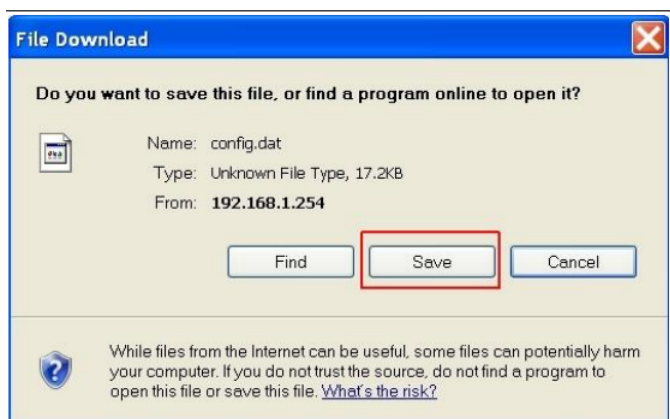 File Download
Do you want to save this file, or find a program online to open it?
Name: config.dat
Type: Unknown File Type, 17.2KB
From: 192.168.1.254
Find Save Cancel
While files from the Internet can be useful, some files can potentially harm
your computer. If you do not trust the source, do not find a program to
open this file or save this file. What's the risk?